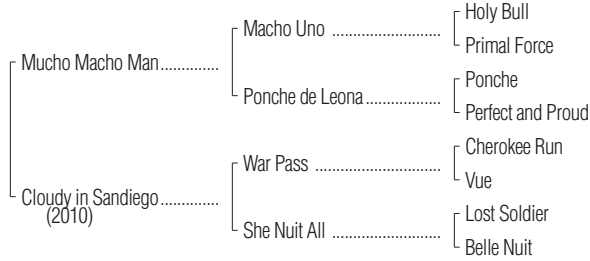 Holy Bull
Macho Uno ....................
Primal Force
Mucho Macho Man..............
Ponche
Ponche de Leona..............
Perfect and Proud
Cherokee Run
War Pass .......................
Vue
Cloudy in Sandiego..............
(2010)
Lost Soldier
She Nuit All ....................
Belle Nuit